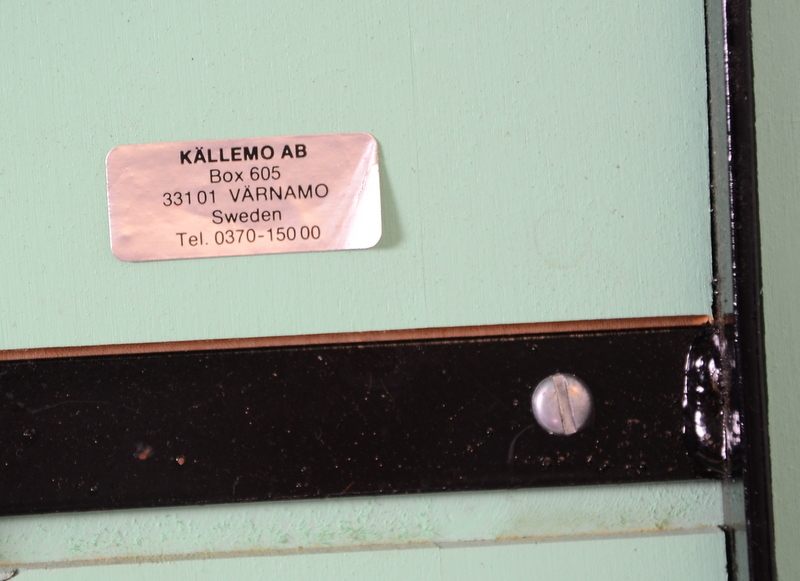 KÄLLEMO AB
Box 605
331 01 VÄRNAMO
Sweden
Tel. 0370-150 00